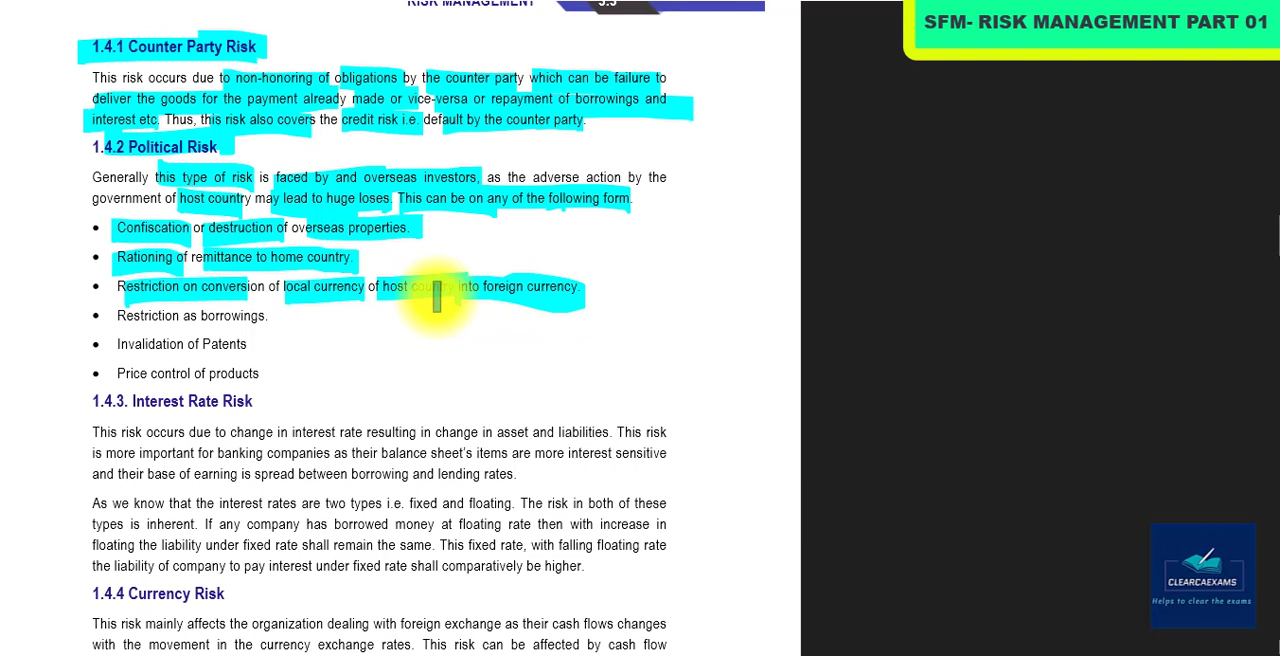 RISK MANAGEMENT
SFM- RISK MANAGEMENT PART 01
1.4.1 Counter Party Risk
This risk occurs due to non-honoring of obligations by the counter party which can be failure to
deliver the goods for the payment already made or vice-versa or repayment of borrowings and
interest etc. Thus, this risk also covers the credit risk i.e. default by the counter party.
1.4.2 Political Risk
Generally this type of risk is faced by and overseas investors, as the adverse action by the
government of host country may lead to huge loses. This can be on any of the following form.
• Confiscation or destruction of overseas properties.
• Rationing of remittance to home country.
• Restriction on conversion of local currency of host country into foreign currency.
• Restriction as borrowings.
• Invalidation of Patents
• Price control of products
1.4.3. Interest Rate Risk
This risk occurs due to change in interest rate resulting in change in asset and liabilities. This risk
is more important for banking companies as their balance sheet's items are more interest sensitive
and their base of earning is spread between borrowing and lending rates.
As we know that the interest rates are two types i.e. fixed and floating. The risk in both of these
types is inherent. If any company has borrowed money at floating rate then with increase in
floating the liability under fixed rate shall remain the same. This fixed rate, with falling floating rate
the liability of company to pay interest under fixed rate shall comparatively be higher.
1.4.4 Currency Risk
This risk mainly affects the organization dealing with foreign exchange as their cash flows changes
with the movement in the currency exchange rates. This risk can be affected by cash flow
CLEARCAEXAMS
Helps to clear the exams